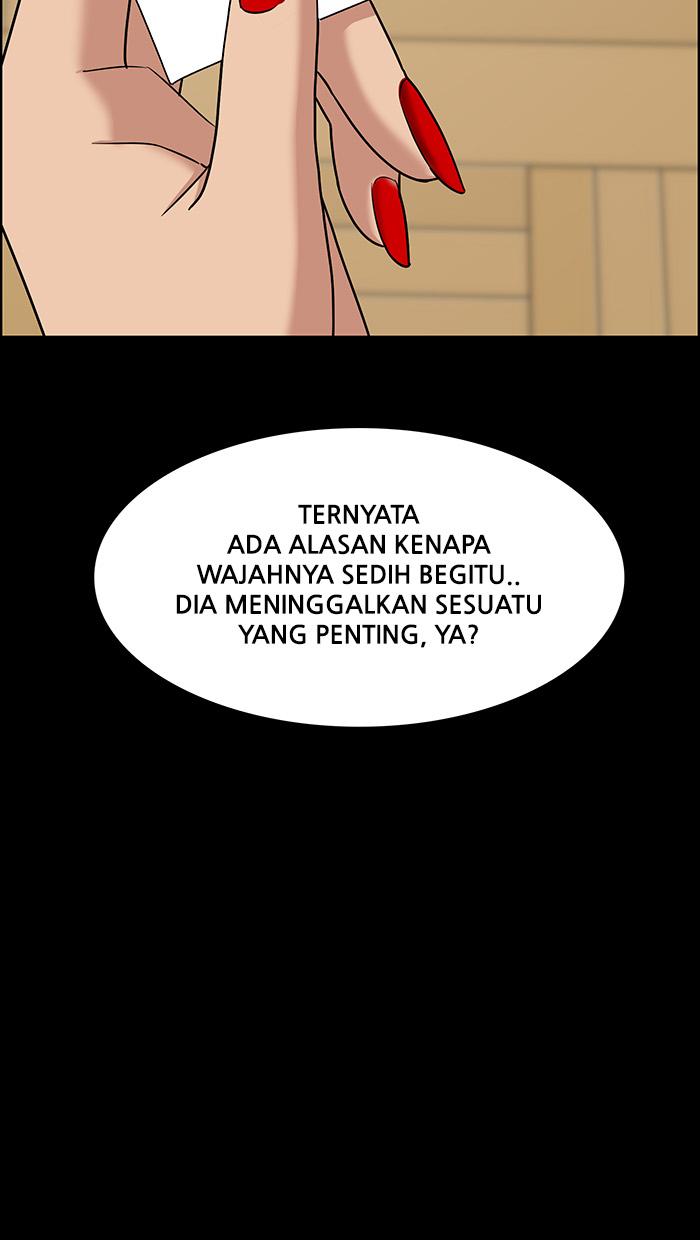 TERNYATA
ADA ALASAN KENAPA
WAJAHNYA SEDIH BEGITU..
DIA MENINGGALKAN SESUATU
YANG PENTING, YA?